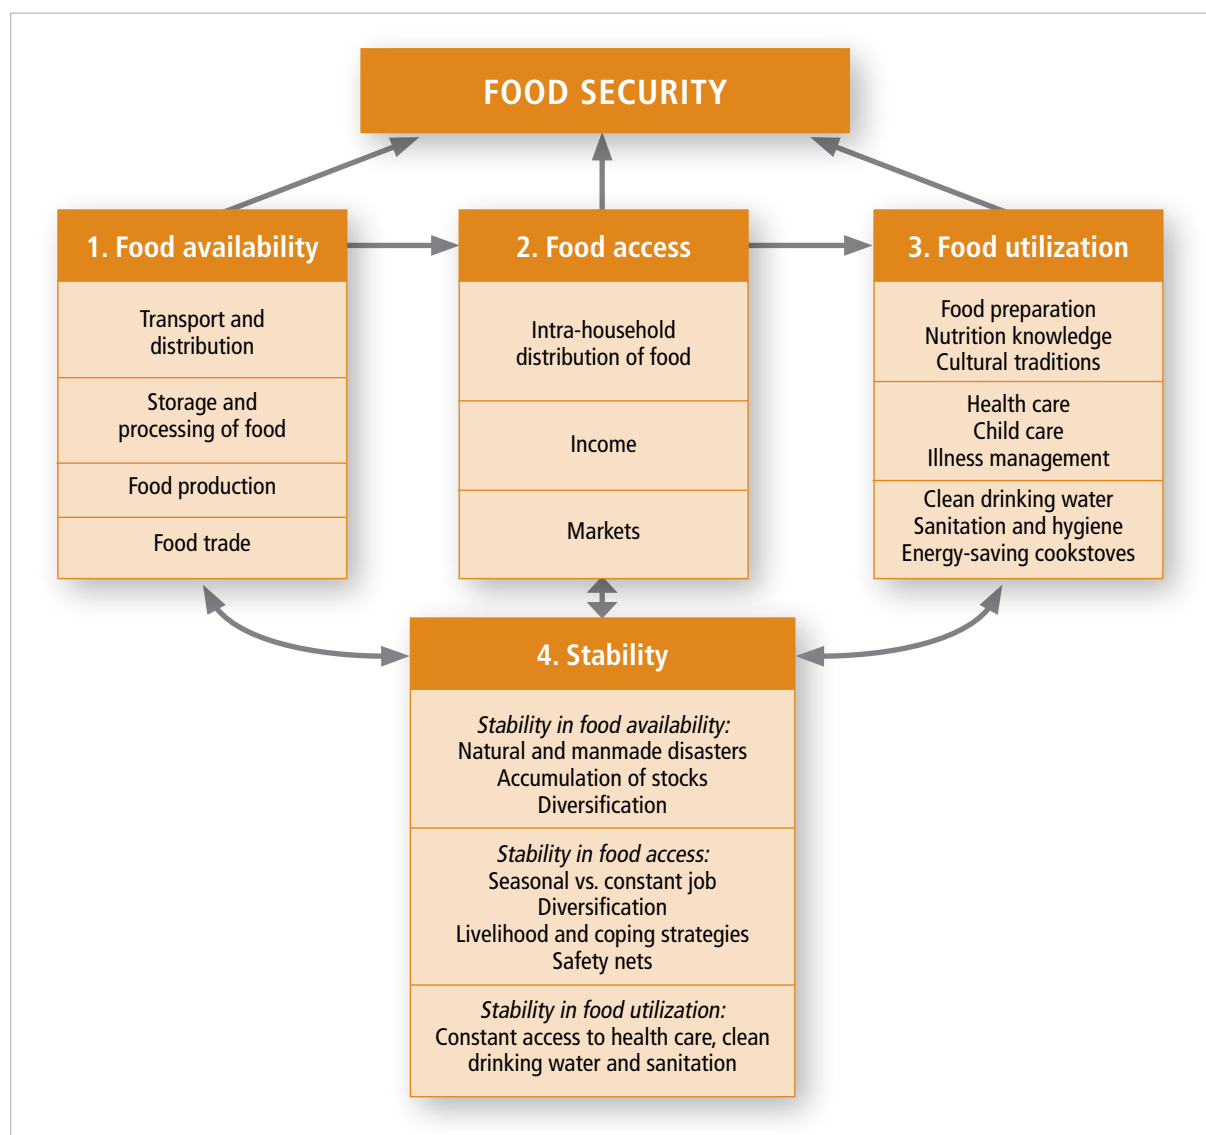 FOOD SECURITY
1. Food availability
Transport and
distribution
Storage and
processing of food
Food production
Food trade
2. Food access
Intra-household
distribution of food
Income
Markets
3. Food utilization
Food preparation
Nutrition knowledge
Cultural traditions
Health care
Child care
Illness management
Clean drinking water
Sanitation and hygiene
Energy-saving cookstoves
4. Stability
Stability in food availability:
Natural and manmade disasters
Accumulation of stocks
Diversification
Stability in food access:
Seasonal vs. constant job
Diversification
Livelihood and coping strategies
Safety nets
Stability in food utilization:
Constant access to health care, clean
drinking water and sanitation